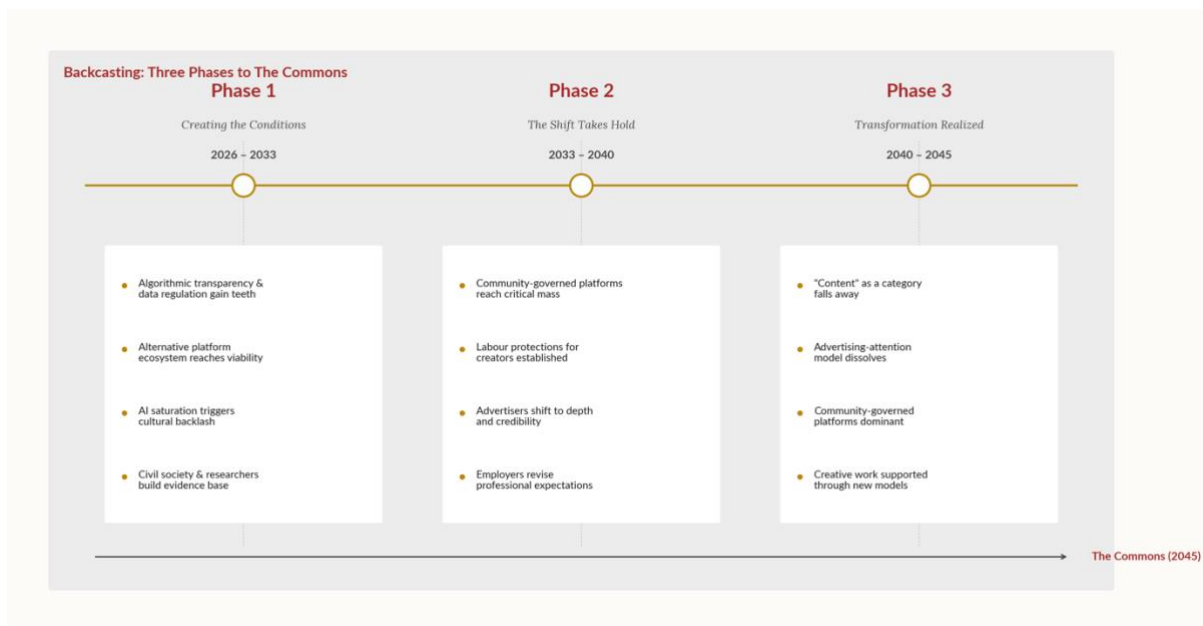 Backcasting: Three Phases to The Commons
Phase 1
Creating the Conditions
2026 – 2033
Phase 2
The Shift Takes Hold
2033 – 2040
Phase 3
Transformation Realized
2040 – 2045
Algorithmic transparency &
data regulation gain teeth
Alternative platform
ecosystem reaches viability
AI saturation triggers
cultural backlash
Civil society & researchers
build evidence base
Community-governed platforms
reach critical mass
Labour protections for
creators established
Advertisers shift to depth
and credibility
Employers revise
professional expectations
"Content" as a category
falls away
Advertising-attention
model dissolves
Community-governed
platforms dominant
Creative work supported
through new models
The Commons (2045)